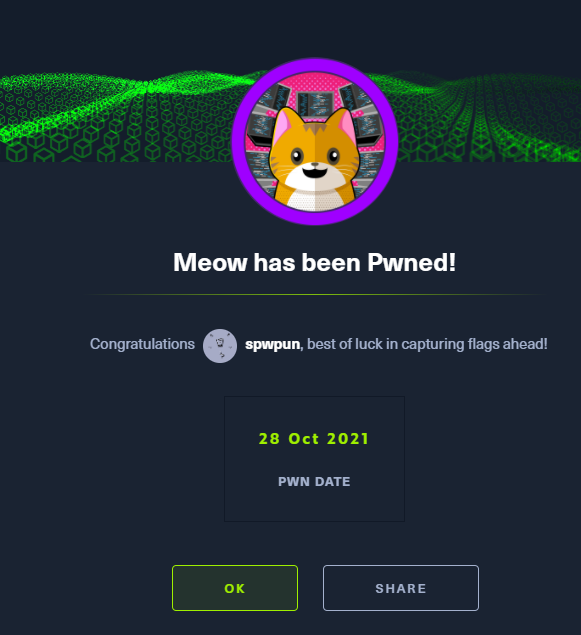 Meow has been Pwned!
Congratulations spwpun, best of luck in capturing flags ahead!
28 Oct 2021
PWN DATE
OK
SHARE